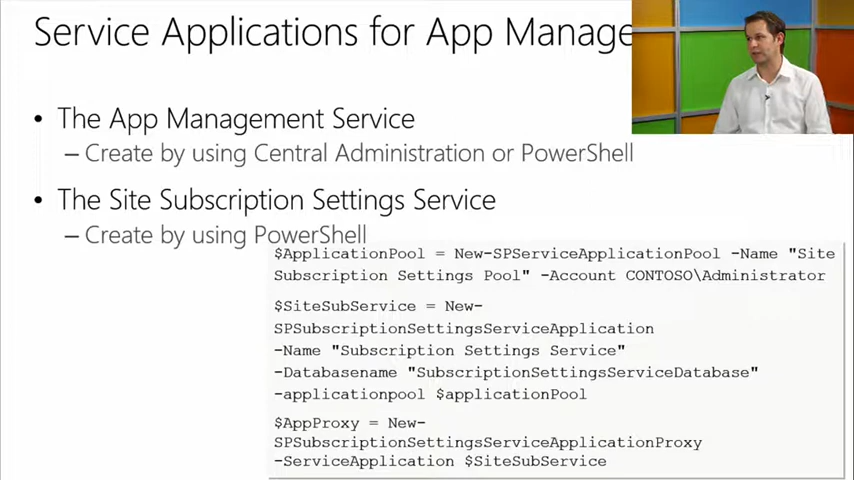 Service Applications for App Manage
• The App Management Service
– Create by using Central Administration or PowerShell
• The Site Subscription Settings Service
– Create by using PowerShell
$ApplicationPool = New-SPServiceApplicationPool -Name "Site
Subscription Settings Pool" -Account CONTOSO\Administrator
$SiteSubService = New-
SPSubscriptionSettingsServiceApplication
-Name "Subscription Settings Service"
-Databasename "SubscriptionSettingsServiceDatabase"
-applicationpool $applicationPool
$AppProxy = New-
SPSubscriptionSettingsServiceApplicationProxy
-ServiceApplication $SiteSubService